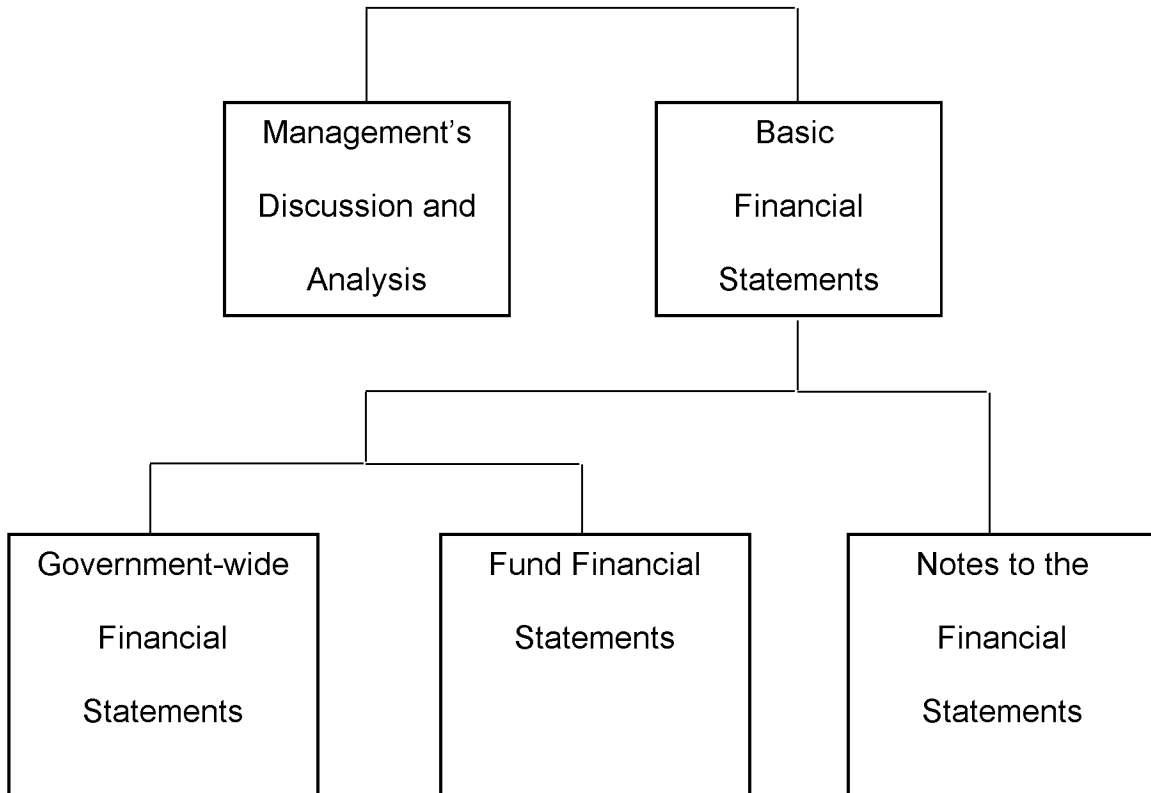 Management’s
Discussion and
Analysis
Basic
Financial
Statements
Government-wide
Financial
Statements
Fund Financial
Statements
Notes to the
Financial
Statements